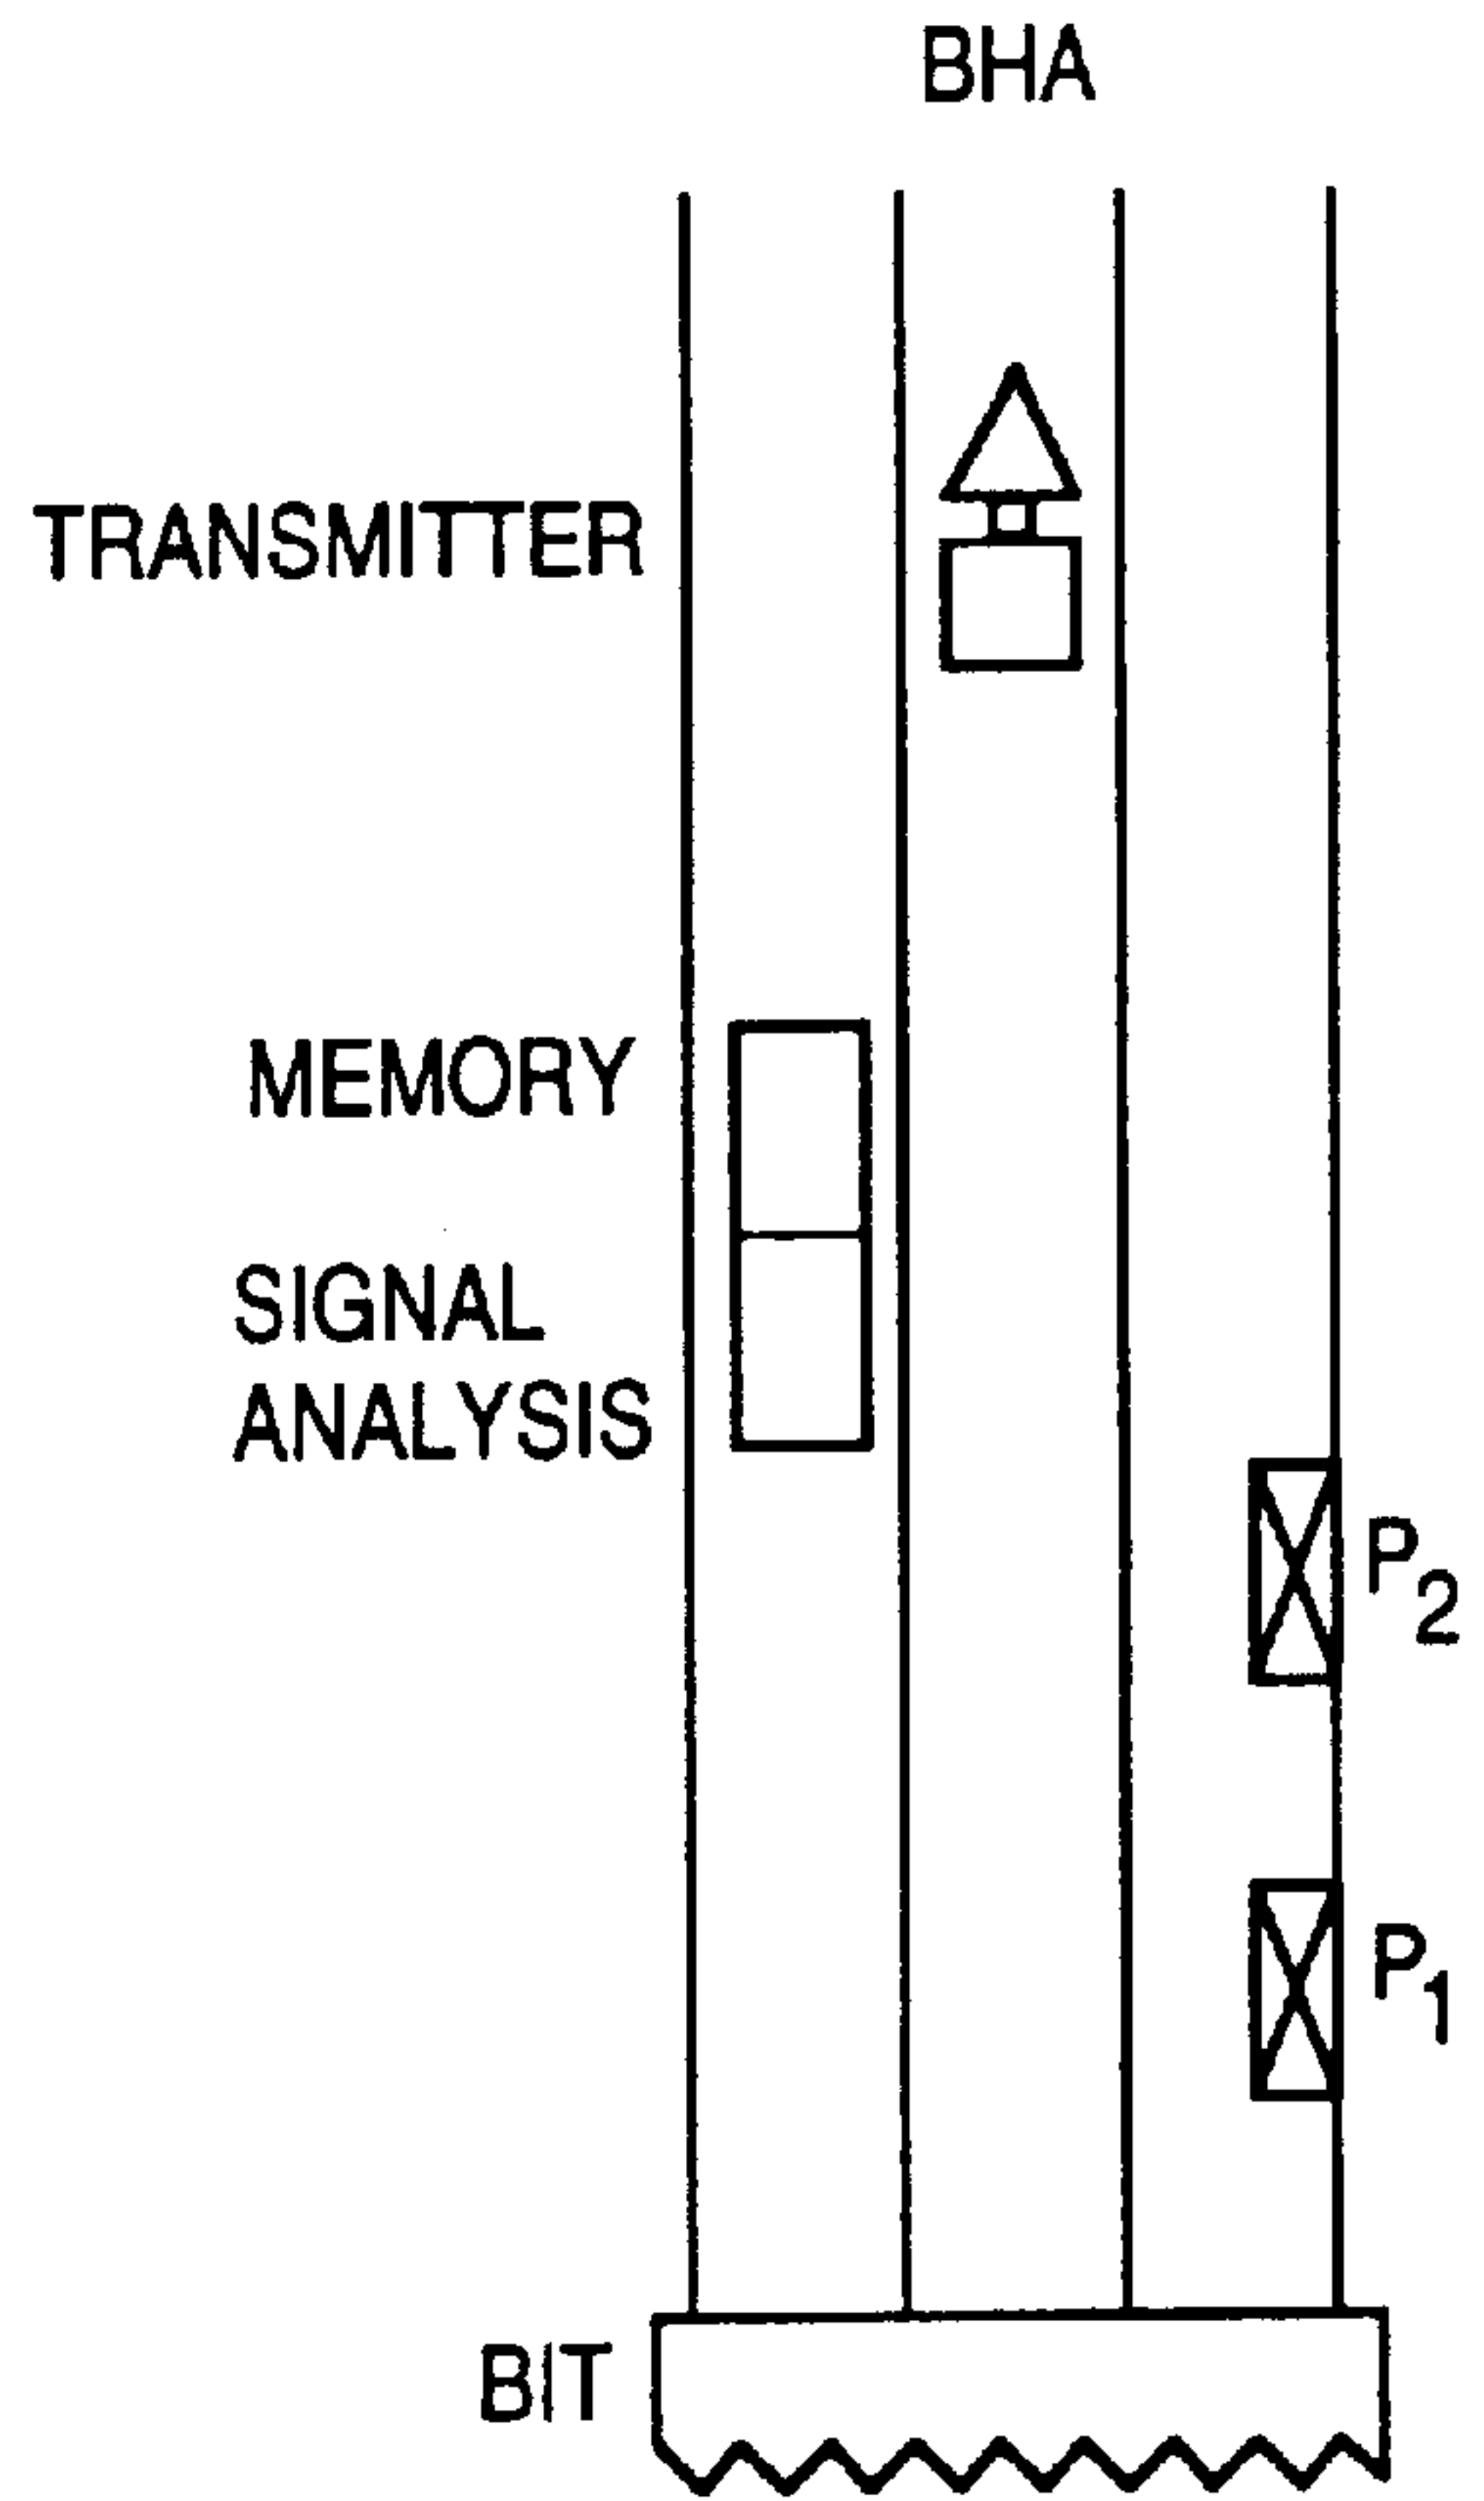 BHA
TRANSMITTER
MEMORY
SIGNAL
ANALYSIS
P2
P1
BIT